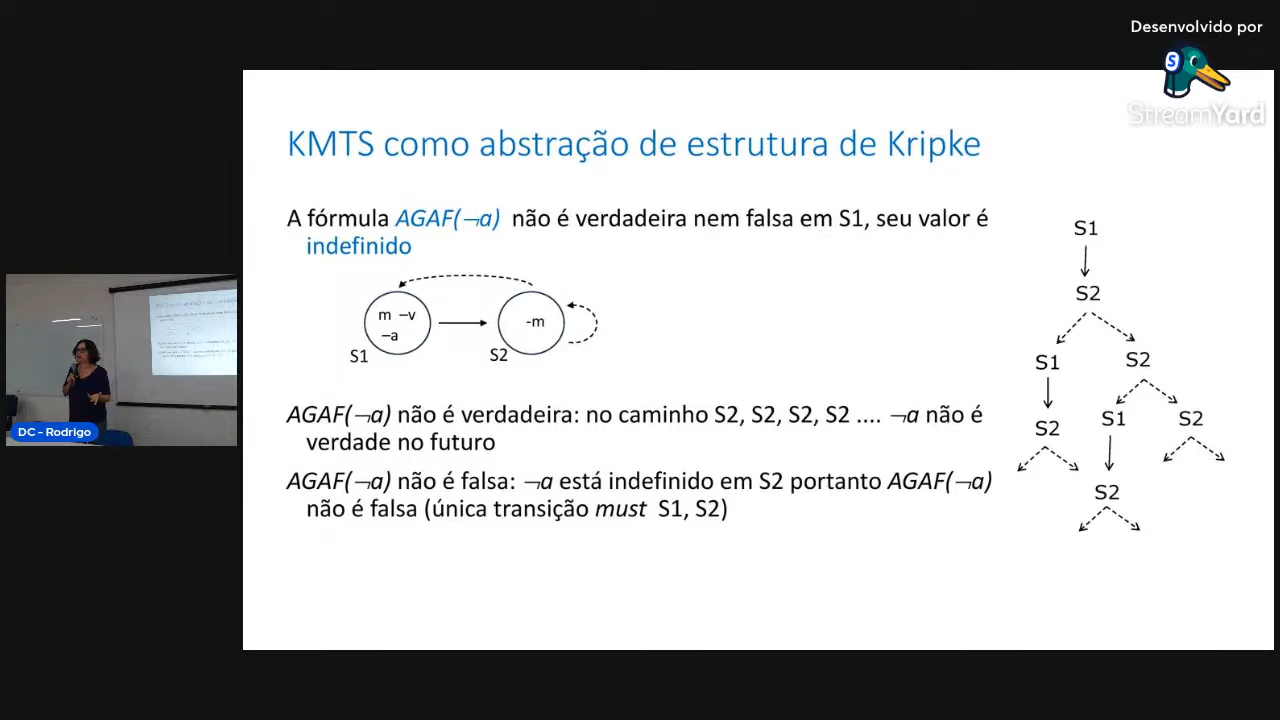 Desenvolvido por
S
StreamYard
KMTS como abstração de estrutura de Kripke
A fórmula AGAF(¬a) não é verdadeira nem falsa em S1, seu valor é
indefinido
m ¬v
¬a
S1
-m
S2
AGAF(¬a) não é verdadeira: no caminho S2, S2, S2, S2 .... ¬a não é
verdade no futuro
AGAF(¬a) não é falsa: ¬a está indefinido em S2 portanto AGAF(¬a)
não é falsa (única transição must S1, S2)
S1
S2
S1 S2
S2 S1 S2
S2
DC - Rodrigo